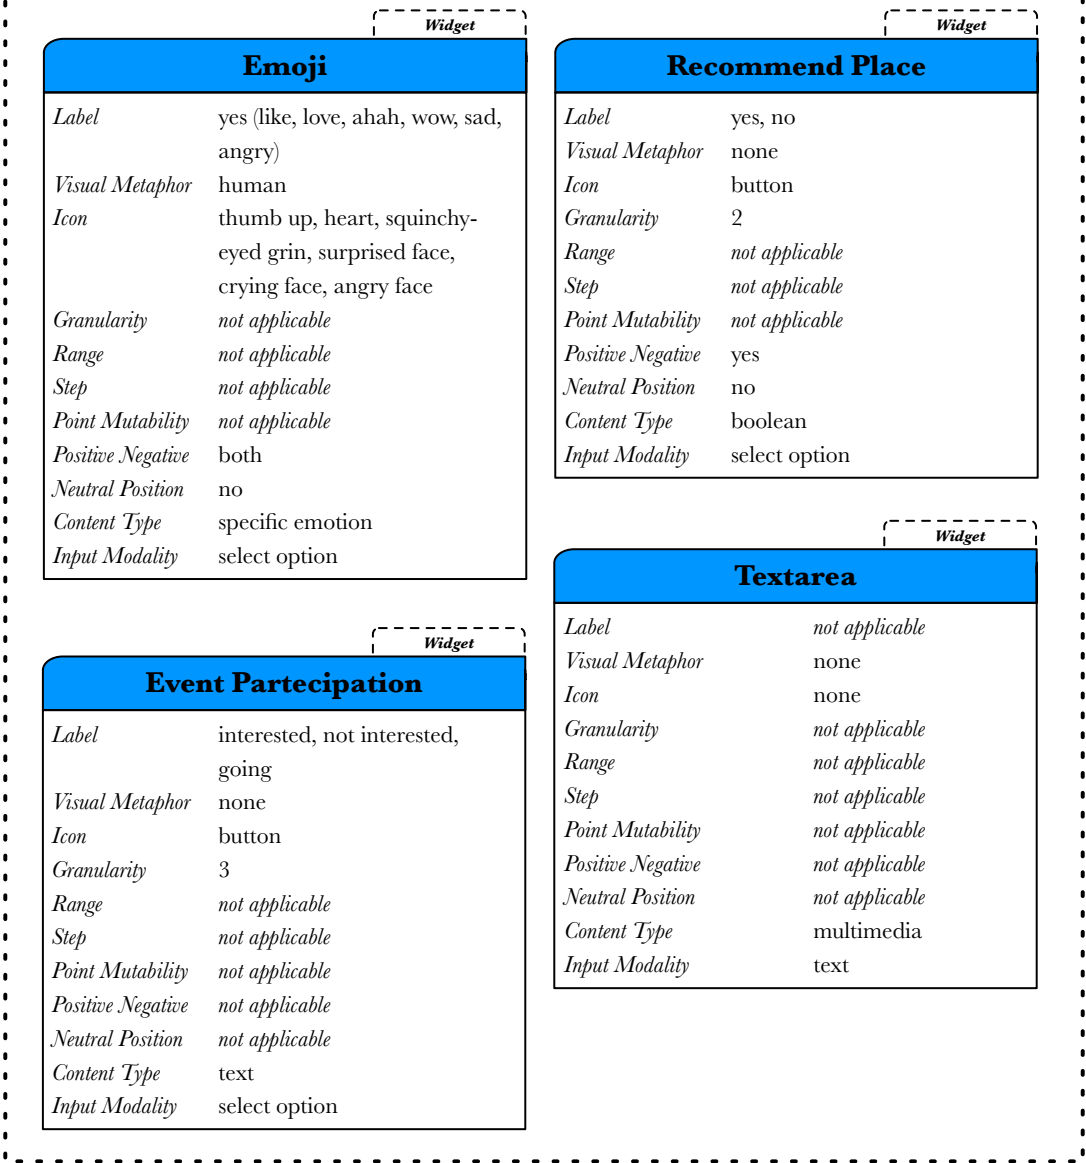 Widget
Emoji
Label yes (like, love, ahah, wow, sad,
angry)
Visual Metaphor human
Icon thumb up, heart, squinchy-
eyed grin, surprised face,
crying face, angry face
Granularity not applicable
Range not applicable
Step not applicable
Point Mutability not applicable
Positive Negative both
Neutral Position no
Content Type specific emotion
Input Modality select option
Widget
Recommend Place
Label yes, no
Visual Metaphor none
Icon button
Granularity 2
Range not applicable
Step not applicable
Point Mutability not applicable
Positive Negative yes
Neutral Position no
Content Type boolean
Input Modality select option
Widget
Event Partecipation
Label interested, not interested,
going
Visual Metaphor none
Icon button
Granularity 3
Range not applicable
Step not applicable
Point Mutability not applicable
Positive Negative not applicable
Neutral Position not applicable
Content Type text
Input Modality select option
Widget
Textarea
Label not applicable
Visual Metaphor none
Icon none
Granularity not applicable
Range not applicable
Step not applicable
Point Mutability not applicable
Positive Negative not applicable
Neutral Position not applicable
Content Type multimedia
Input Modality text